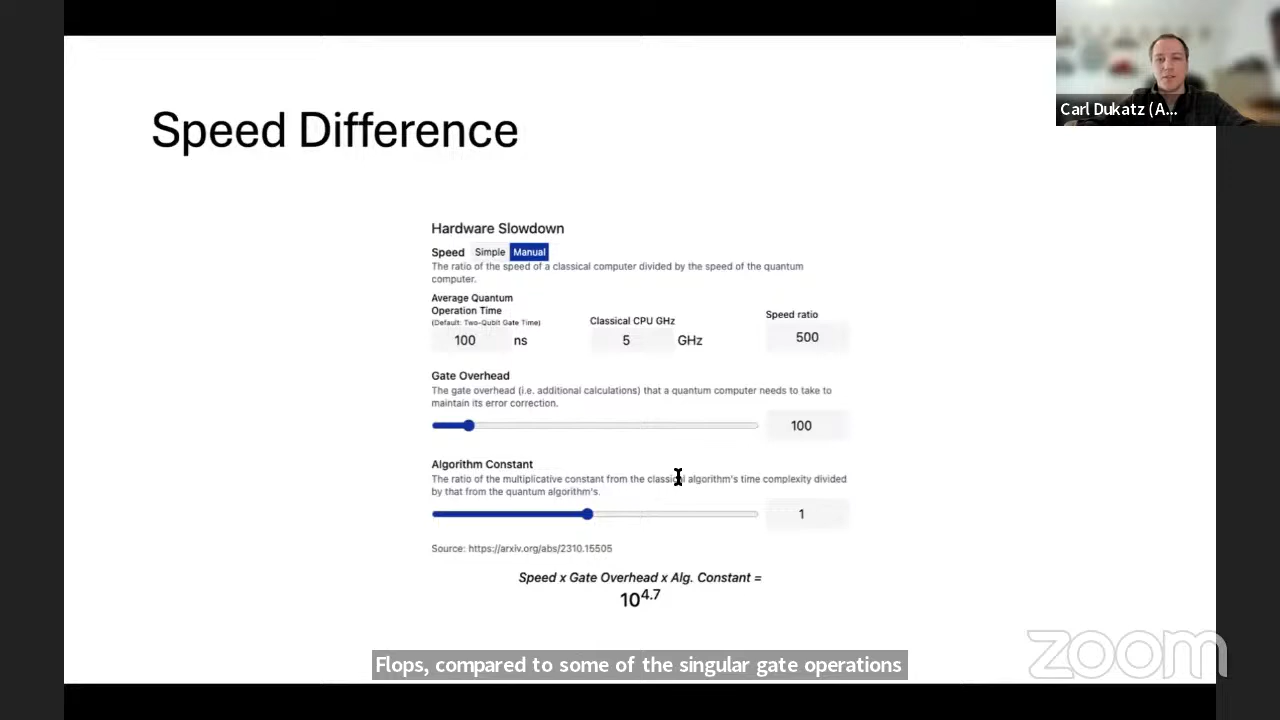 Carl Dukatz (A...
Speed Difference
Hardware Slowdown
Speed Simple Manual
The ratio of the speed of a classical computer divided by the speed of the quantum
computer.
Average Quantum
Operation Time
(Default: Two-Qubit Gate Time)
100 ns
Classical CPU GHz
5 GHz
Speed ratio
500
Gate Overhead
The gate overhead (i.e. additional calculations) that a quantum computer needs to take to
maintain its error correction.
100
Algorithm Constant
The ratio of the multiplicative constant from the classical algorithm's time complexity divided
by that from the quantum algorithm's.
1
Source: https://arxiv.org/abs/2310.15505
Speed x Gate Overhead x Alg. Constant =
10^4.7
Flops, compared to some of the singular gate operations
zoom